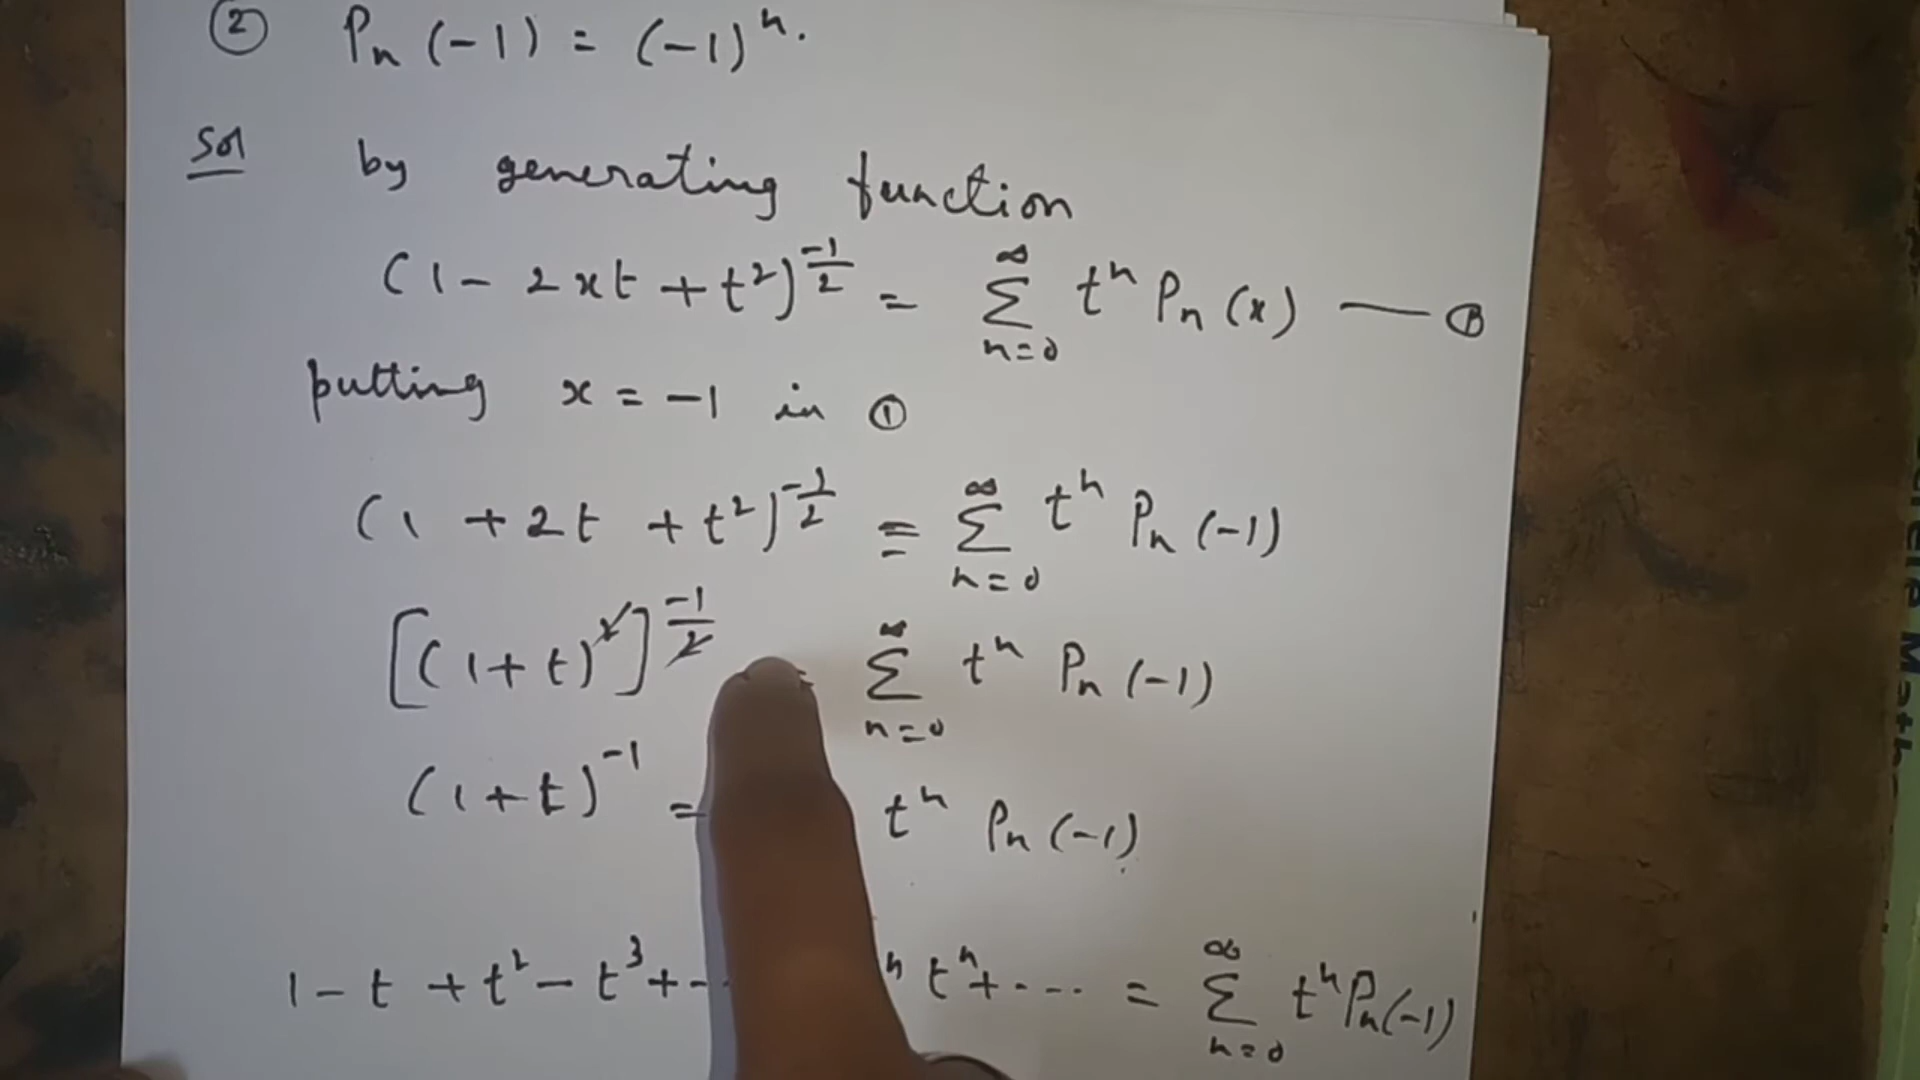 ② Pn (-1) = (-1)^n.
Sol by generating function
(1 - 2xt + t²)^(-1/2) = Σ_{n=0}^{∞} t^n Pn (x) — ①
putting x = -1 in ①
(1 + 2t + t²)^(-1/2) = Σ_{n=0}^{∞} t^n Pn (-1)
[(1+t)²]^(-1/2) = Σ_{n=0}^{∞} t^n Pn (-1)
(1+t)^-1 = t^n Pn (-1)
1 - t + t² - t³ + - ^n t^n + --- = Σ_{n=0}^{∞} t^n Pn(-1)